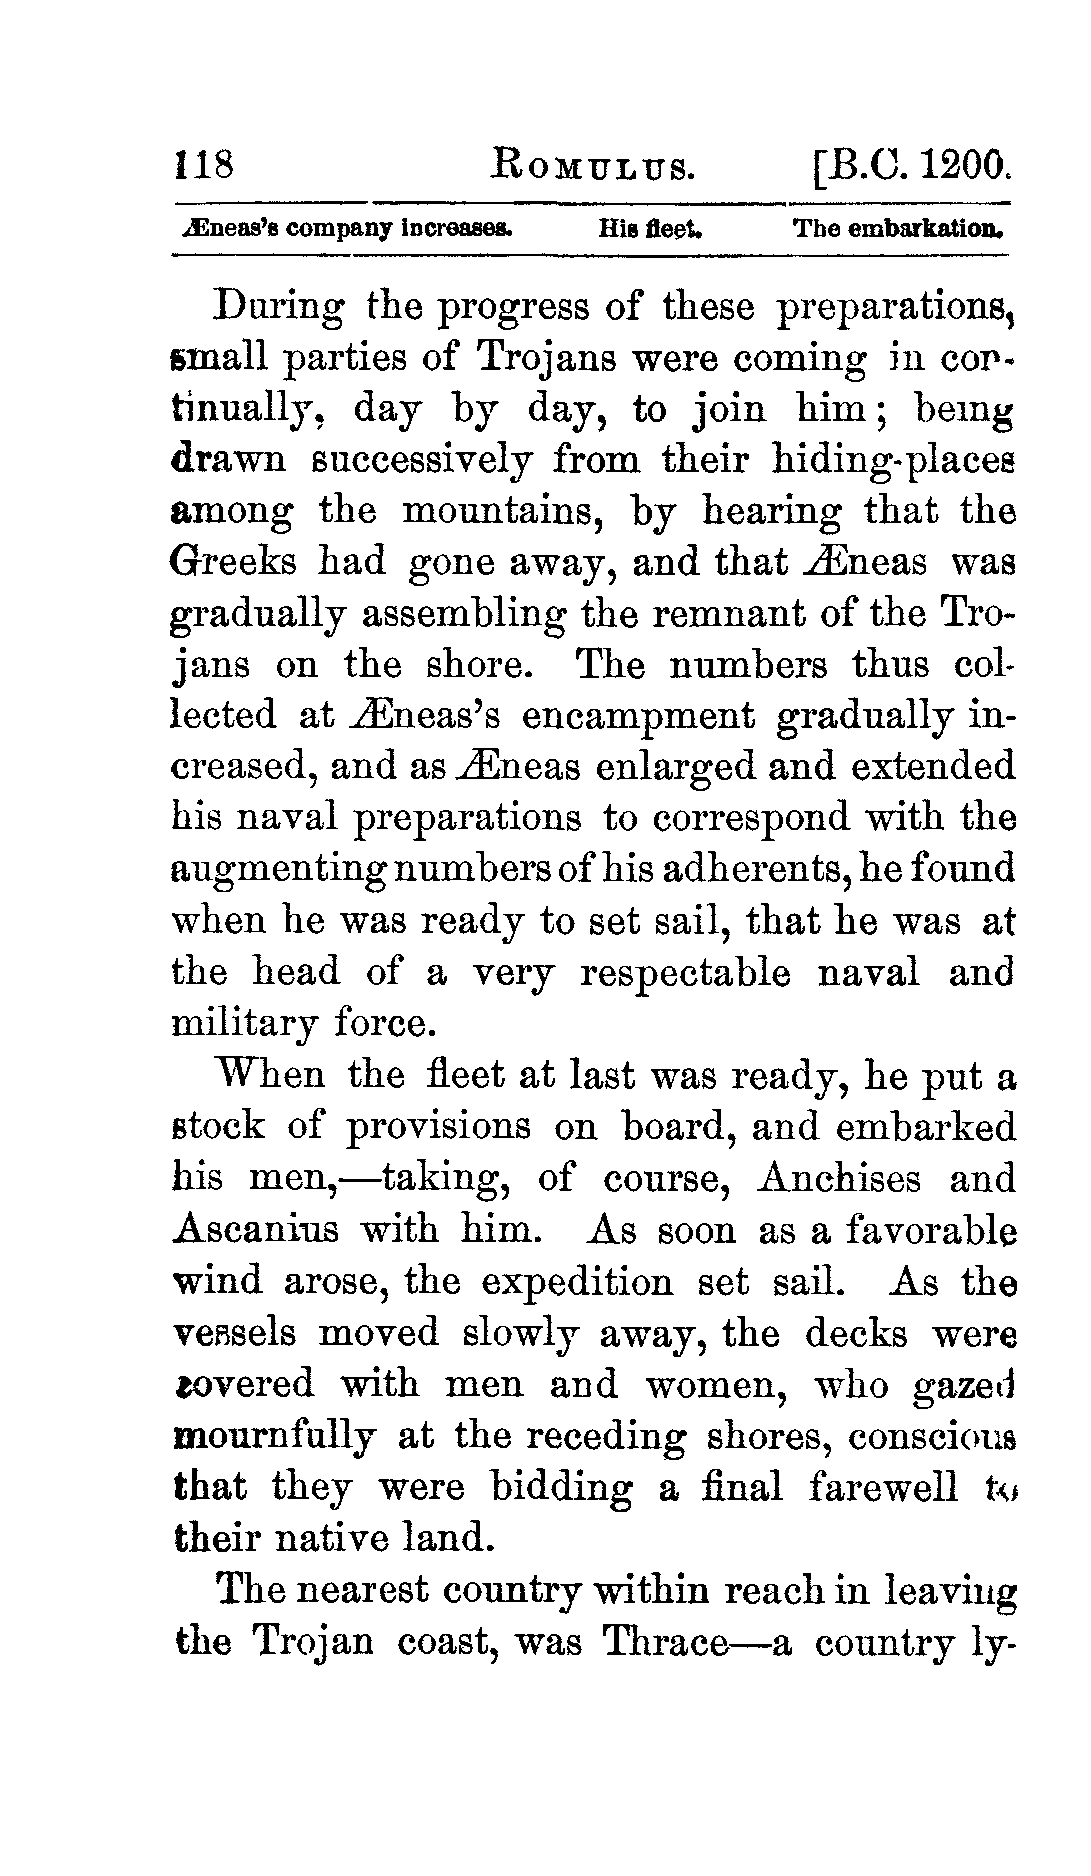 118 ROMULUS. [B.C. 1200.
Æneas's company increases. His fleet. The embarkation.
During the progress of these preparations,
small parties of Trojans were coming in con-
tinually, day by day, to join him; being
drawn successively from their hiding-places
among the mountains, by hearing that the
Greeks had gone away, and that Æneas was
gradually assembling the remnant of the Tro-
jans on the shore. The numbers thus col-
lected at Æneas's encampment gradually in-
creased, and as Æneas enlarged and extended
his naval preparations to correspond with the
augmenting numbers of his adherents, he found
when he was ready to set sail, that he was at
the head of a very respectable naval and
military force.
When the fleet at last was ready, he put a
stock of provisions on board, and embarked
his men,—taking, of course, Anchises and
Ascanius with him. As soon as a favorable
wind arose, the expedition set sail. As the
vessels moved slowly away, the decks were
covered with men and women, who gazed
mournfully at the receding shores, conscious
that they were bidding a final farewell to
their native land.
The nearest country within reach in leaving
the Trojan coast, was Thrace—a country ly-